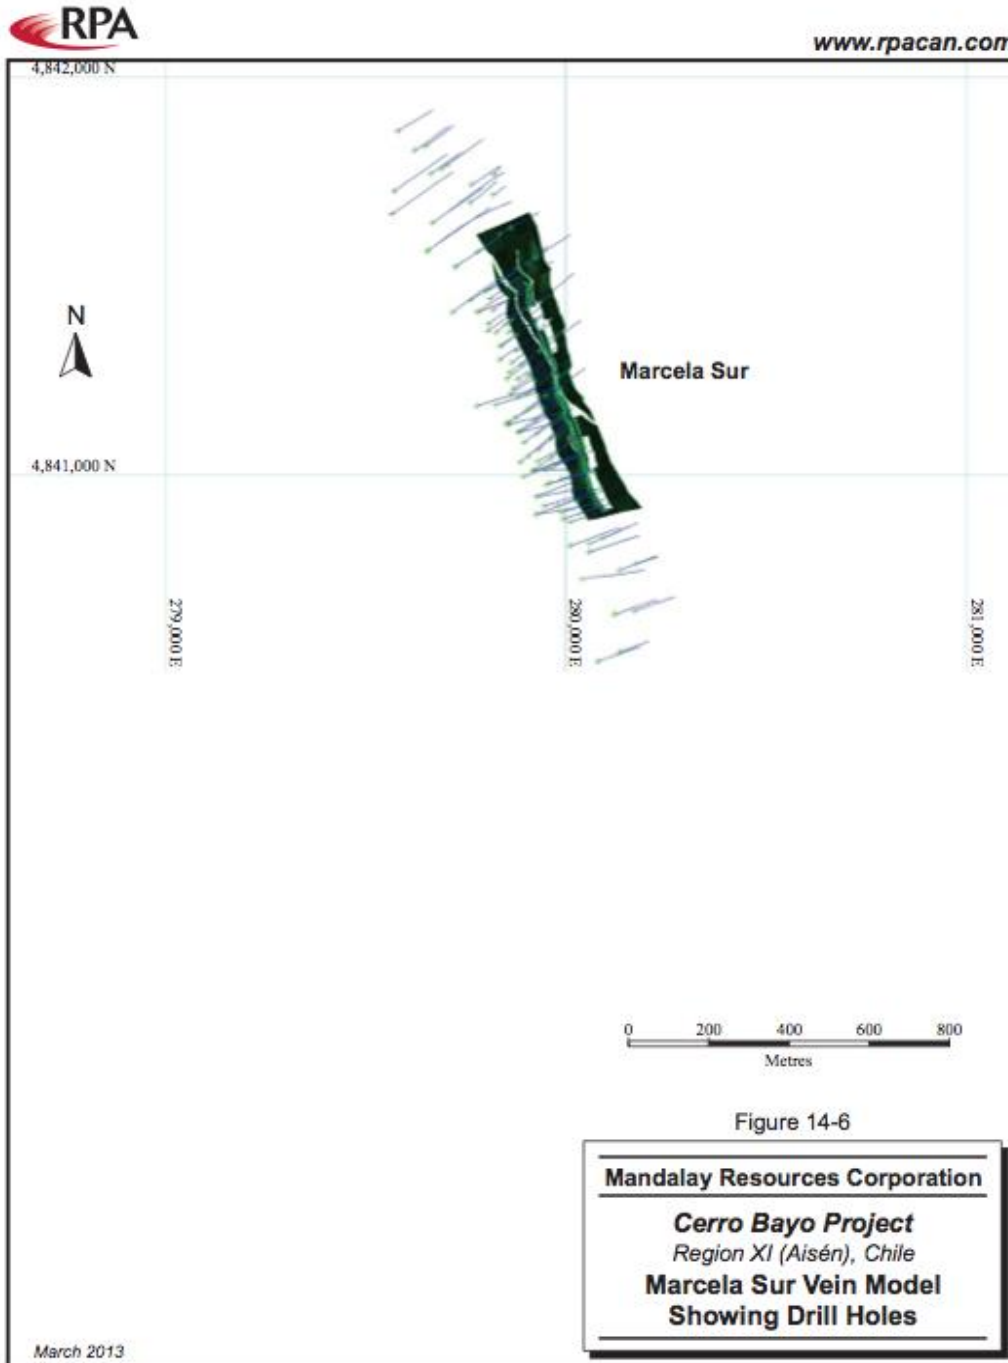 RPA
www.rpacan.com
4,842,000 N
N
Marcela Sur
4,841,000 N
279,000 E
280,000 E
281,000 E
0 200 400 600 800
Metres
Figure 14-6
Mandalay Resources Corporation
Cerro Bayo Project
Region XI (Aisén), Chile
Marcela Sur Vein Model
Showing Drill Holes
March 2013